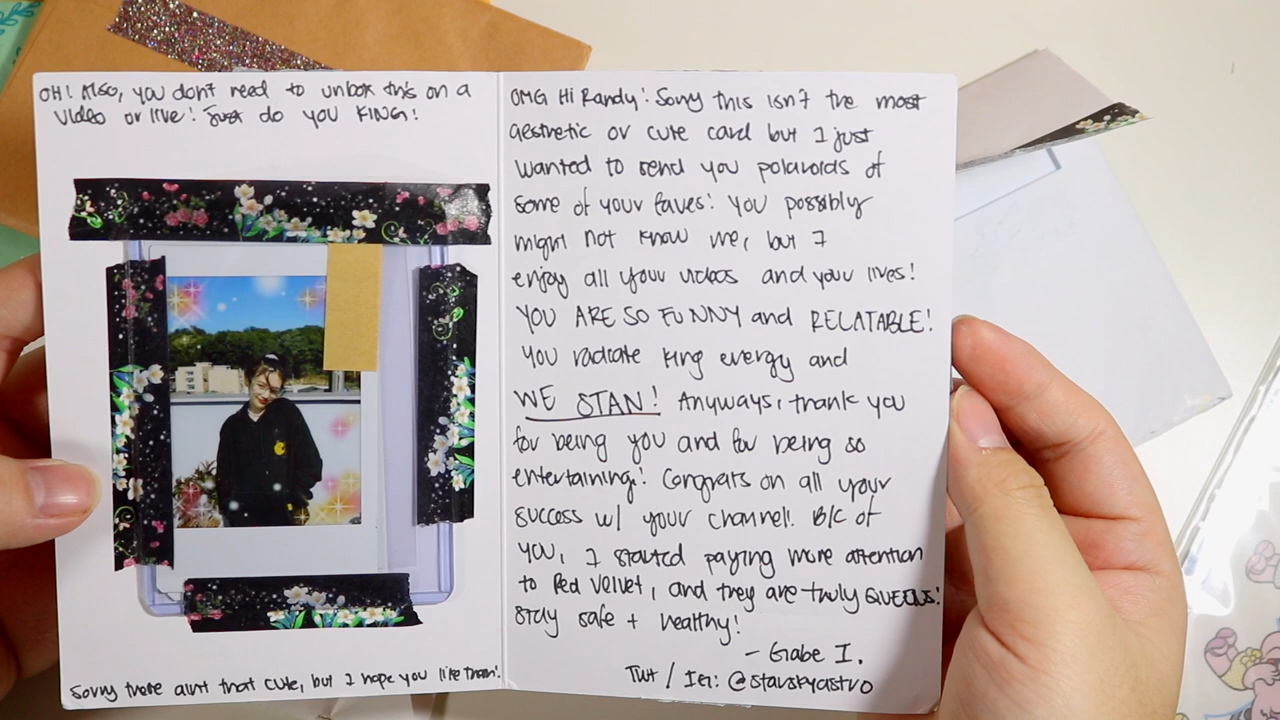 OH! Also, you don't need to unbox this on a
video or live! Just do you KING!
Sorry there aint that cute, but I hope you like them!
OMG Hi Randy! Sorry this isn't the most
aesthetic or cute card but I just
wanted to send you polaroids of
some of your faves! You possibly
might not know me, but I
enjoy all your videos and your lives!
YOU ARE SO FUNNY and RELATABLE!
You radiate king energy and
WE STAN! Anyways, thank you
for being you and for being so
entertaining! Congrats on all your
success w/ your channel! B/c of
you, I started paying more attention
to Red Velvet, and they are truly QUEENS!
Stay safe + healthy!
- Gabe I.
Twt / IG: @starskyastro